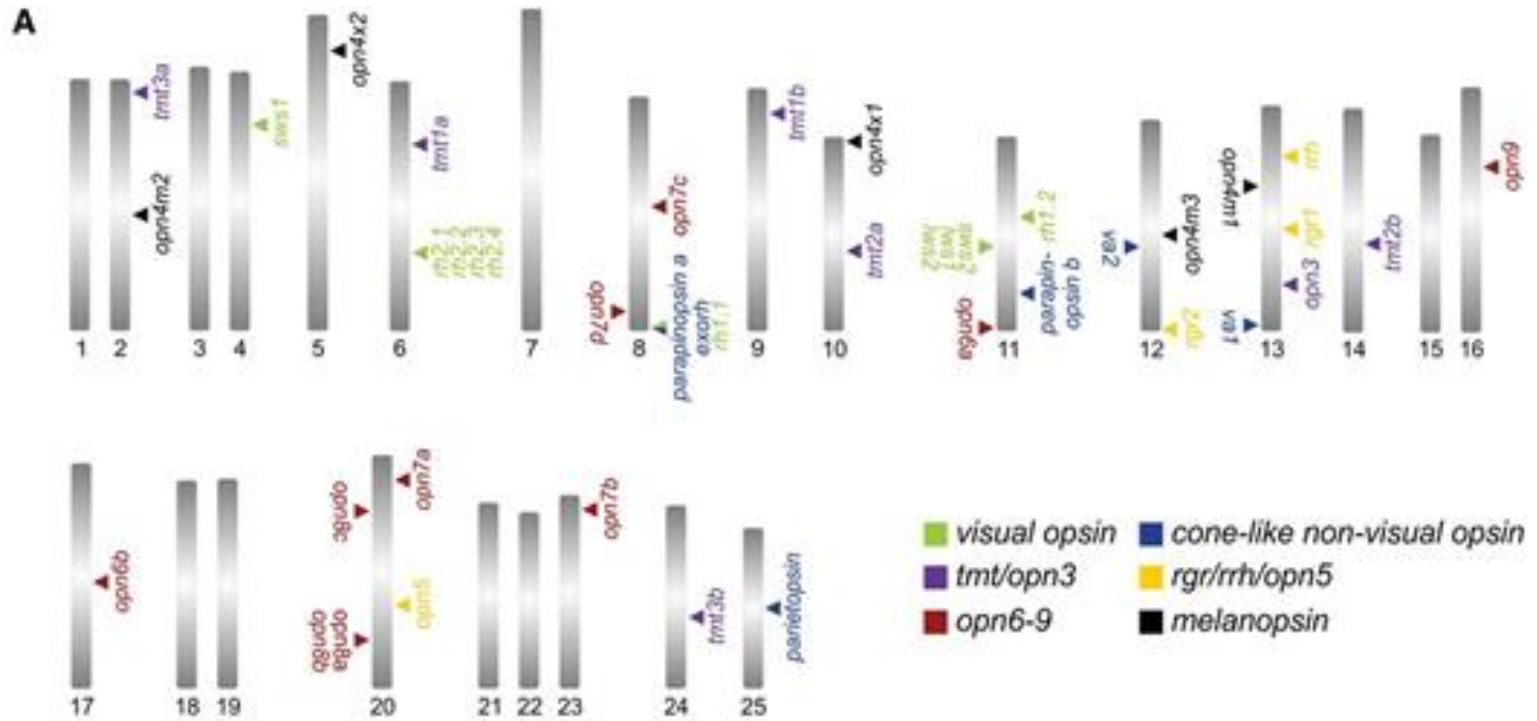 A
tmt3a
opn4m2
sws1
opn4x2
tmt1a
rh2.1
rh2.2
rh2.3
rh2.4
opn7c
opn7d
parapinopsin a
exorh
rh1.1
tmt1b
opn4x1
tmt2a
sws2
lws1
lws2
rh1.2
parapin-
opsin b
opn6a
va2
opn4m3
rgr2
opn4m1
rrh
rgr1
opn3
va1
tmt2b
opn9
1 2 3 4 5 6 7 8 9 10 11 12 13 14 15 16
opn6b
opn8c
opn7a
opn5
opn8a
opn8b
opn7b
tmt3b
parietopsin
17 18 19 20 21 22 23 24 25
visual opsin
tmt/opn3
opn6-9
cone-like non-visual opsin
rgr/rrh/opn5
melanopsin